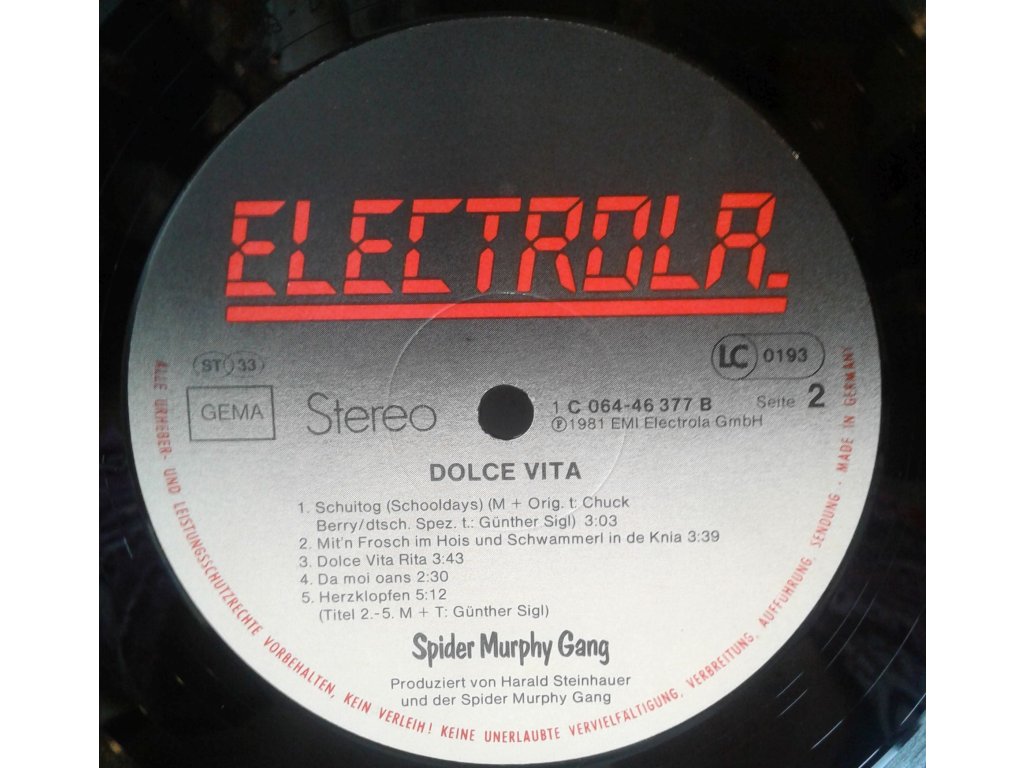 ELECTROLA.
ST 33
LC 0193
GEMA
Stereo
1 C 064-46 377 B
Seite 2
℗1981 EMI Electrola GmbH
DOLCE VITA
1. Schuitog (Schooldays) (M + Orig. t: Chuck
Berry/dtsch. Spez. t.: Günther Sigl) 3:03
2. Mit'n Frosch im Hois und Schwammerl in de Knia 3:39
3. Dolce Vita Rita 3:43
4. Da moi oans 2:30
5. Herzklopfen 5:12
(Titel 2.-5. M + T: Günther Sigl)
Spider Murphy Gang
Produziert von Harald Steinhauer
und der Spider Murphy Gang
ALLE URHEBER- UND LEISTUNGSSCHUTZRECHTE VORBEHALTEN, KEIN VERLEIH! KEINE UNERLAUBTE VERVIELFÄLTIGUNG, VERBREITUNG, AUFFÜHRUNG, SENDUNG · MADE IN GERMANY